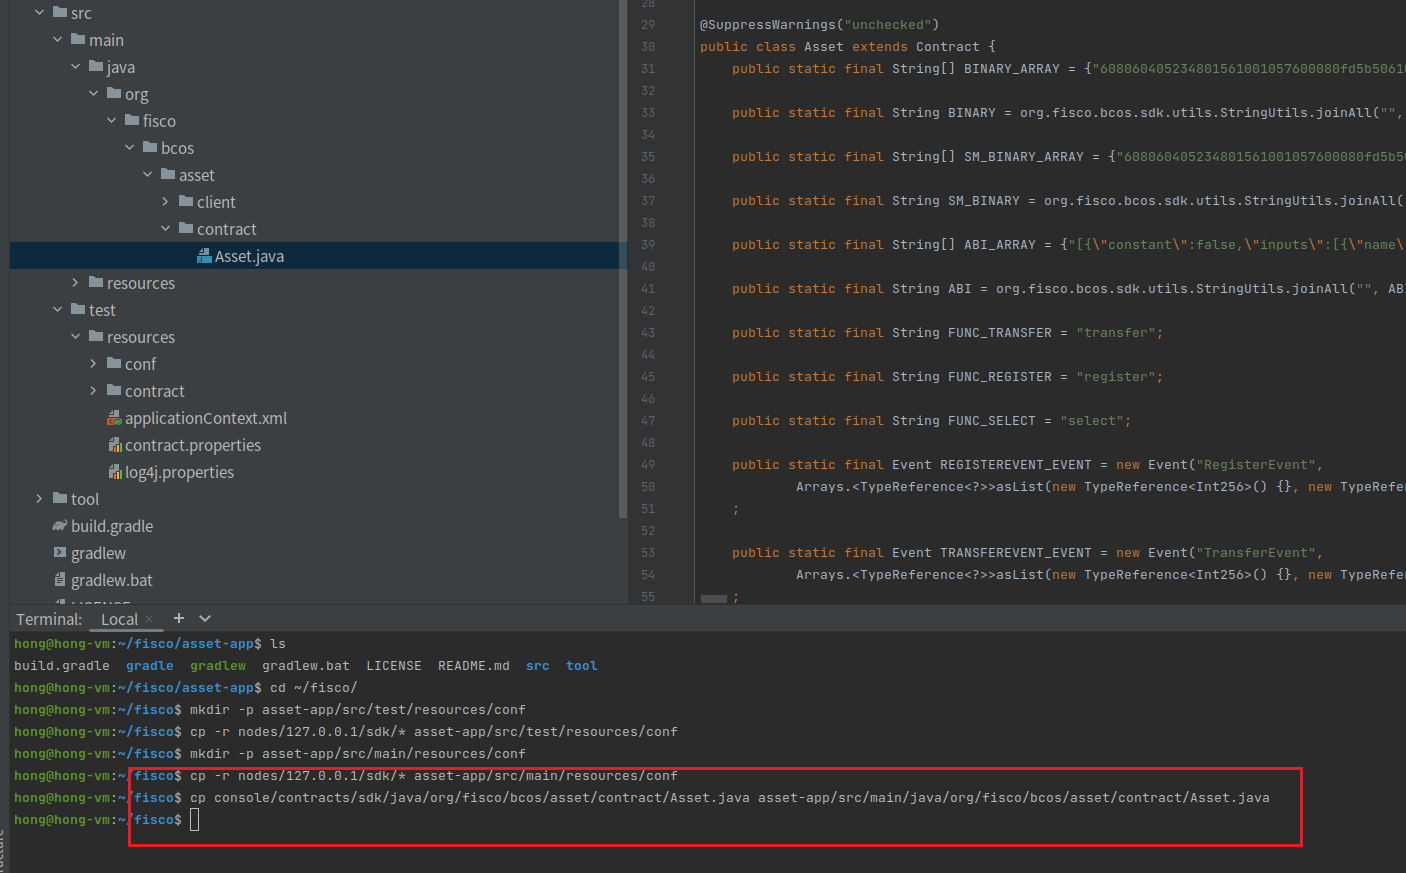 src
main
java
org
fisco
bcos
asset
client
contract
Asset.java
resources
test
resources
conf
contract
applicationContext.xml
contract.properties
log4j.properties
tool
build.gradle
gradlew
gradlew.bat
28
29 @SuppressWarnings("unchecked")
30 public class Asset extends Contract {
31 public static final String[] BINARY_ARRAY = {"608060405234801561001057600080fd5b5061
32
33 public static final String BINARY = org.fisco.bcos.sdk.utils.StringUtils.joinAll("",
34
35 public static final String[] SM_BINARY_ARRAY = {"608060405234801561001057600080fd5b5
36
37 public static final String SM_BINARY = org.fisco.bcos.sdk.utils.StringUtils.joinAll(
38
39 public static final String[] ABI_ARRAY = {"[{\"constant\":false,\"inputs\":[{\"name\
40
41 public static final String ABI = org.fisco.bcos.sdk.utils.StringUtils.joinAll("", AB
42
43 public static final String FUNC_TRANSFER = "transfer";
44
45 public static final String FUNC_REGISTER = "register";
46
47 public static final String FUNC_SELECT = "select";
48
49 public static final Event REGISTEREVENT_EVENT = new Event("RegisterEvent",
50 Arrays.<TypeReference<?>>asList(new TypeReference<Int256>() {}, new TypeRefer
51 ;
52
53 public static final Event TRANSFEREVENT_EVENT = new Event("TransferEvent",
54 Arrays.<TypeReference<?>>asList(new TypeReference<Int256>() {}, new TypeRefer
55 ;
Terminal: Local × +
hong@hong-vm:~/fisco/asset-app$ ls
build.gradle gradle gradlew gradlew.bat LICENSE README.md src tool
hong@hong-vm:~/fisco/asset-app$ cd ~/fisco/
hong@hong-vm:~/fisco$ mkdir -p asset-app/src/test/resources/conf
hong@hong-vm:~/fisco$ cp -r nodes/127.0.0.1/sdk/* asset-app/src/test/resources/conf
hong@hong-vm:~/fisco$ mkdir -p asset-app/src/main/resources/conf
hong@hong-vm:~/fisco$ cp -r nodes/127.0.0.1/sdk/* asset-app/src/main/resources/conf
hong@hong-vm:~/fisco$ cp console/contracts/sdk/java/org/fisco/bcos/asset/contract/Asset.java asset-app/src/main/java/org/fisco/bcos/asset/contract/Asset.java
hong@hong-vm:~/fisco$